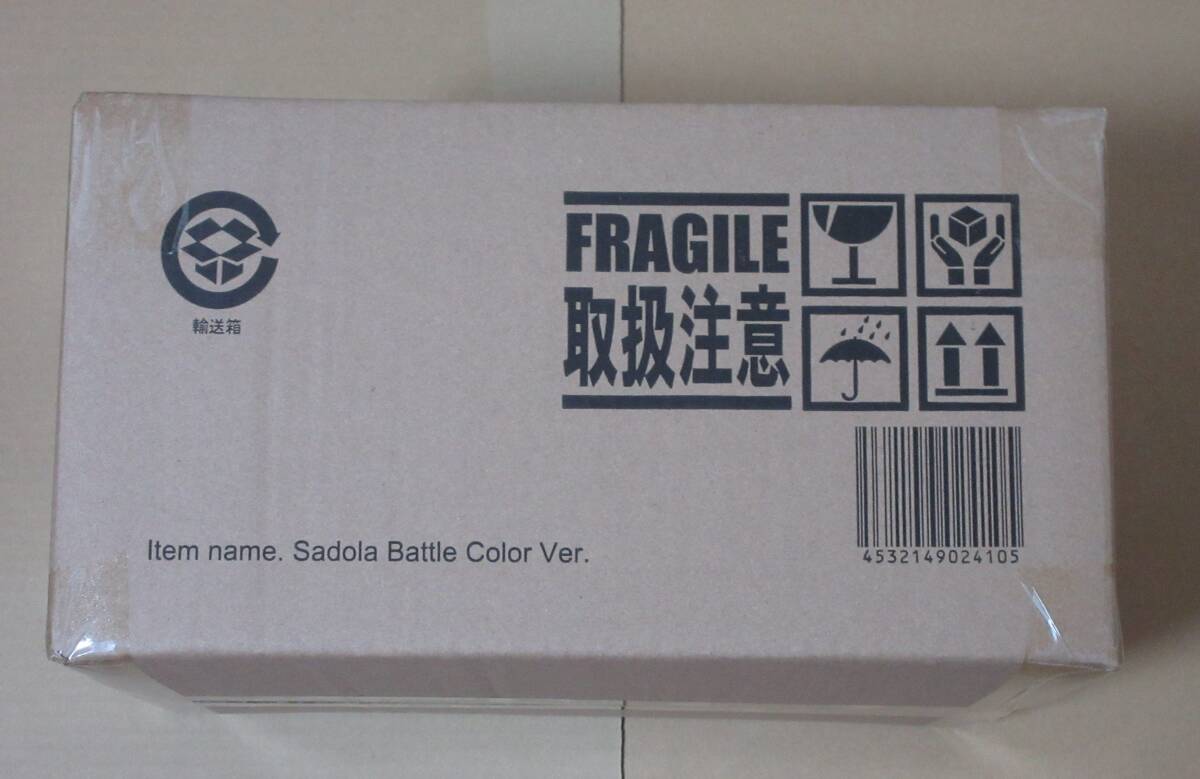 FRAGILE
取扱注意
輸送箱
Item name. Sadola Battle Color Ver.
4532149024105